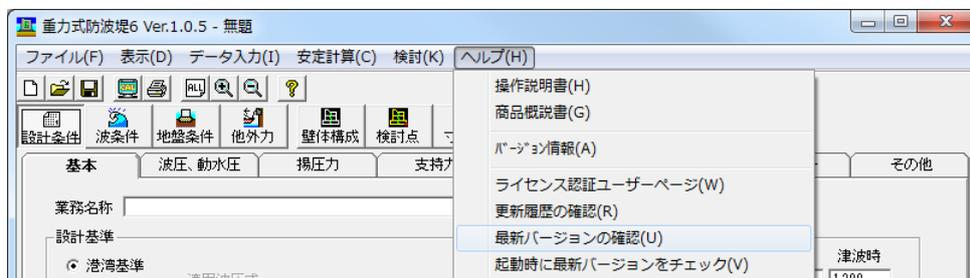 重力式防波堤6 Ver.1.0.5 - 無題
ファイル(F) 表示(D) データ入力(I) 安定計算(C) 検討(K) ヘルプ(H)
ALL
設計条件 波条件 地盤条件 他外力 壁体構成 検討点
基本 波圧、動水圧 揚圧力 支持力 その他
業務名称
設計基準
港湾基準
津波時
操作説明書(H)
商品概説書(G)
バージョン情報(A)
ライセンス認証ユーザーページ(W)
更新履歴の確認(R)
最新バージョンの確認(U)
起動時に最新バージョンをチェック(V)